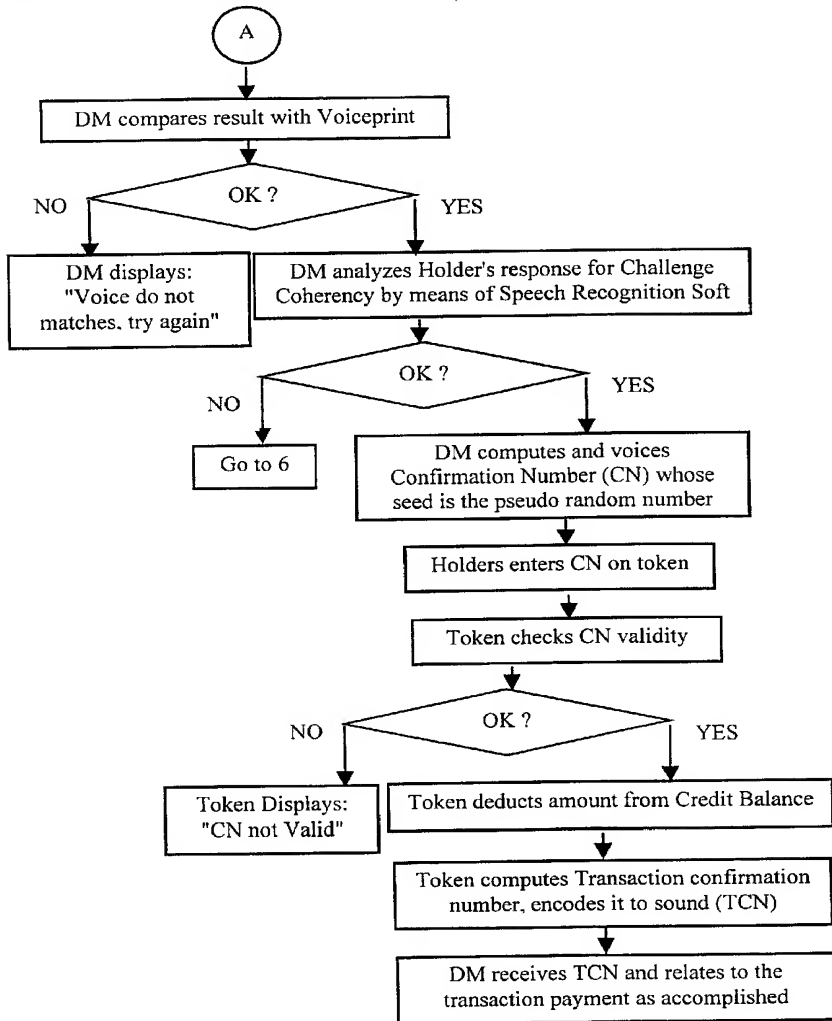 A
DM compares result with Voiceprint
OK ?
NO
YES
DM displays:
"Voice do not
matches, try again"
DM analyzes Holder's response for Challenge
Coherency by means of Speech Recognition Soft
OK ?
NO
YES
Go to 6
DM computes and voices
Confirmation Number (CN) whose
seed is the pseudo random number
Holders enters CN on token
Token checks CN validity
OK ?
NO
YES
Token Displays:
"CN not Valid"
Token deducts amount from Credit Balance
Token computes Transaction confirmation
number, encodes it to sound (TCN)
DM receives TCN and relates to the
transaction payment as accomplished